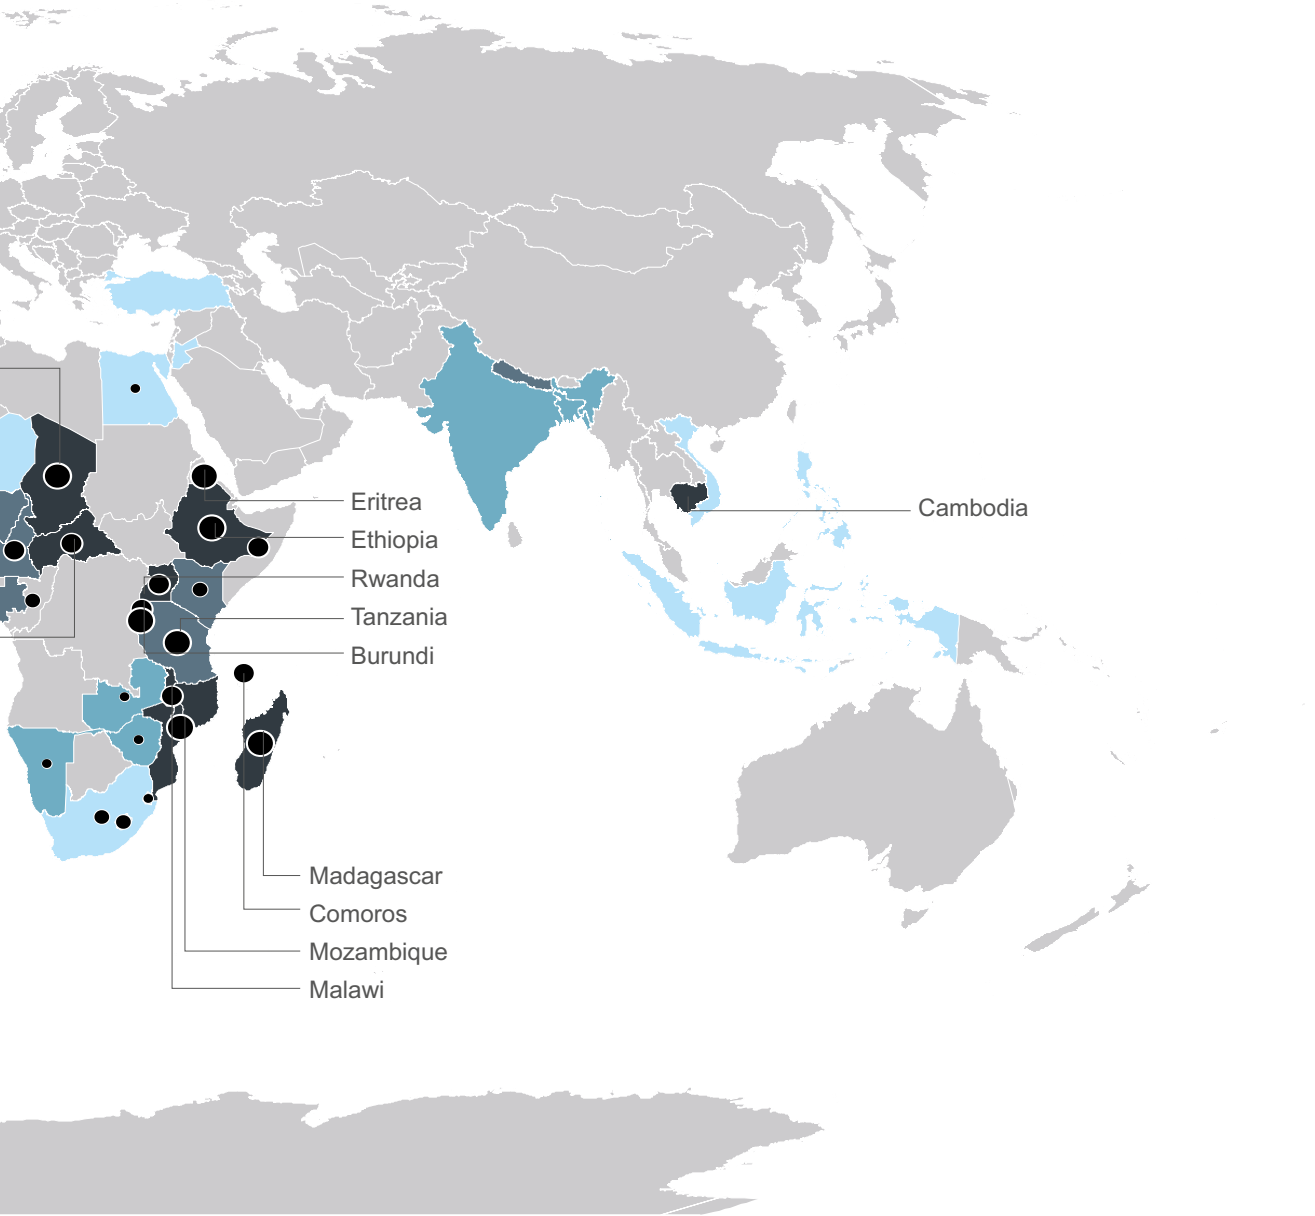 Eritrea
Cambodia
Ethiopia
Rwanda
Tanzania
Burundi
Madagascar
Comoros
Mozambique
Malawi